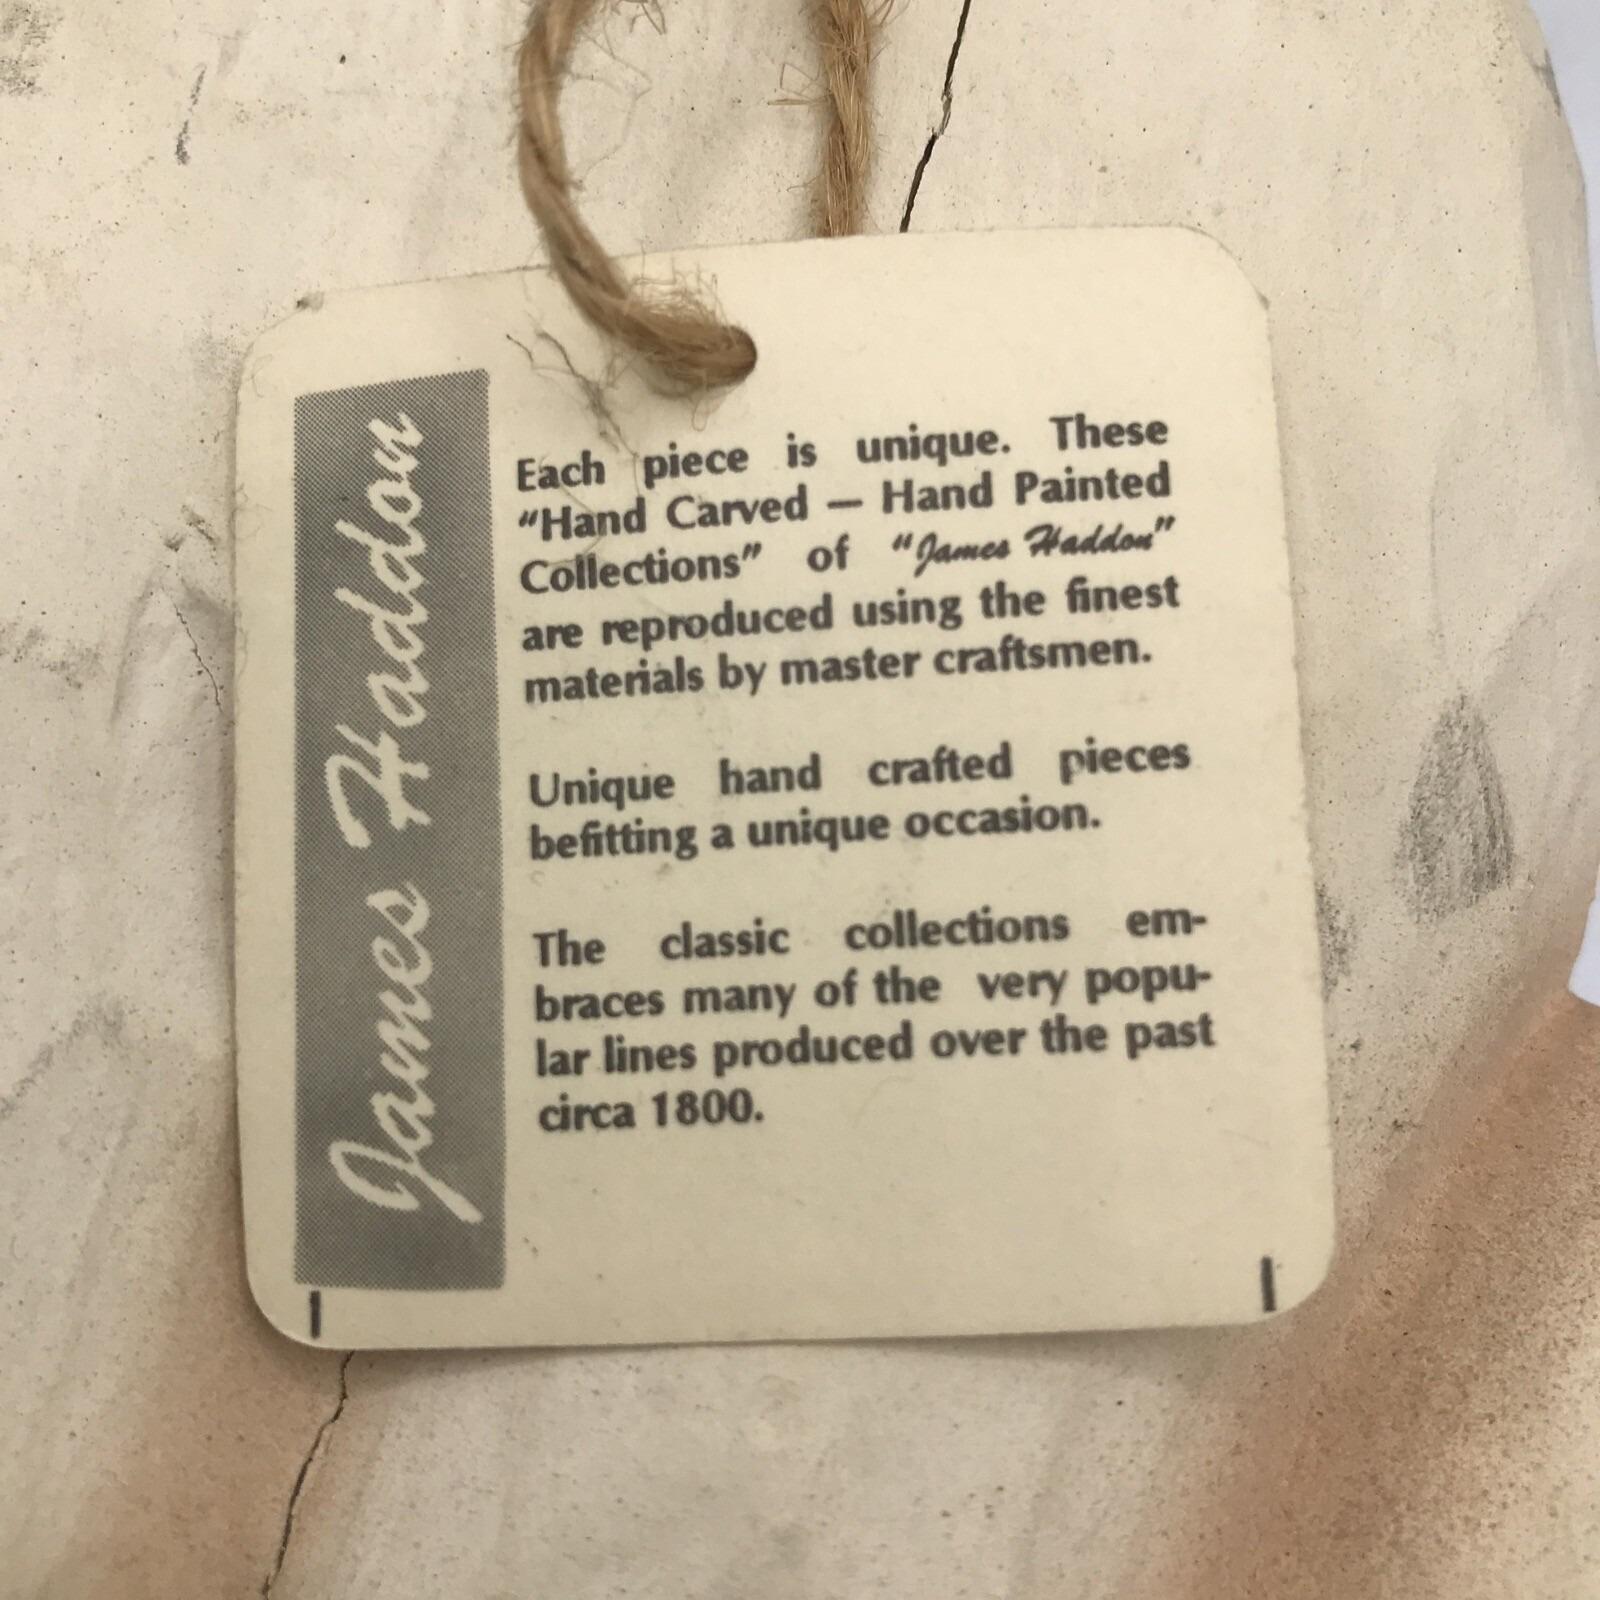 James Haddon
Each piece is unique. These
“Hand Carved — Hand Painted
Collections” of “James Haddon”
are reproduced using the finest
materials by master craftsmen.
Unique hand crafted pieces
befitting a unique occasion.
The classic collections em-
braces many of the very popu-
lar lines produced over the past
circa 1800.